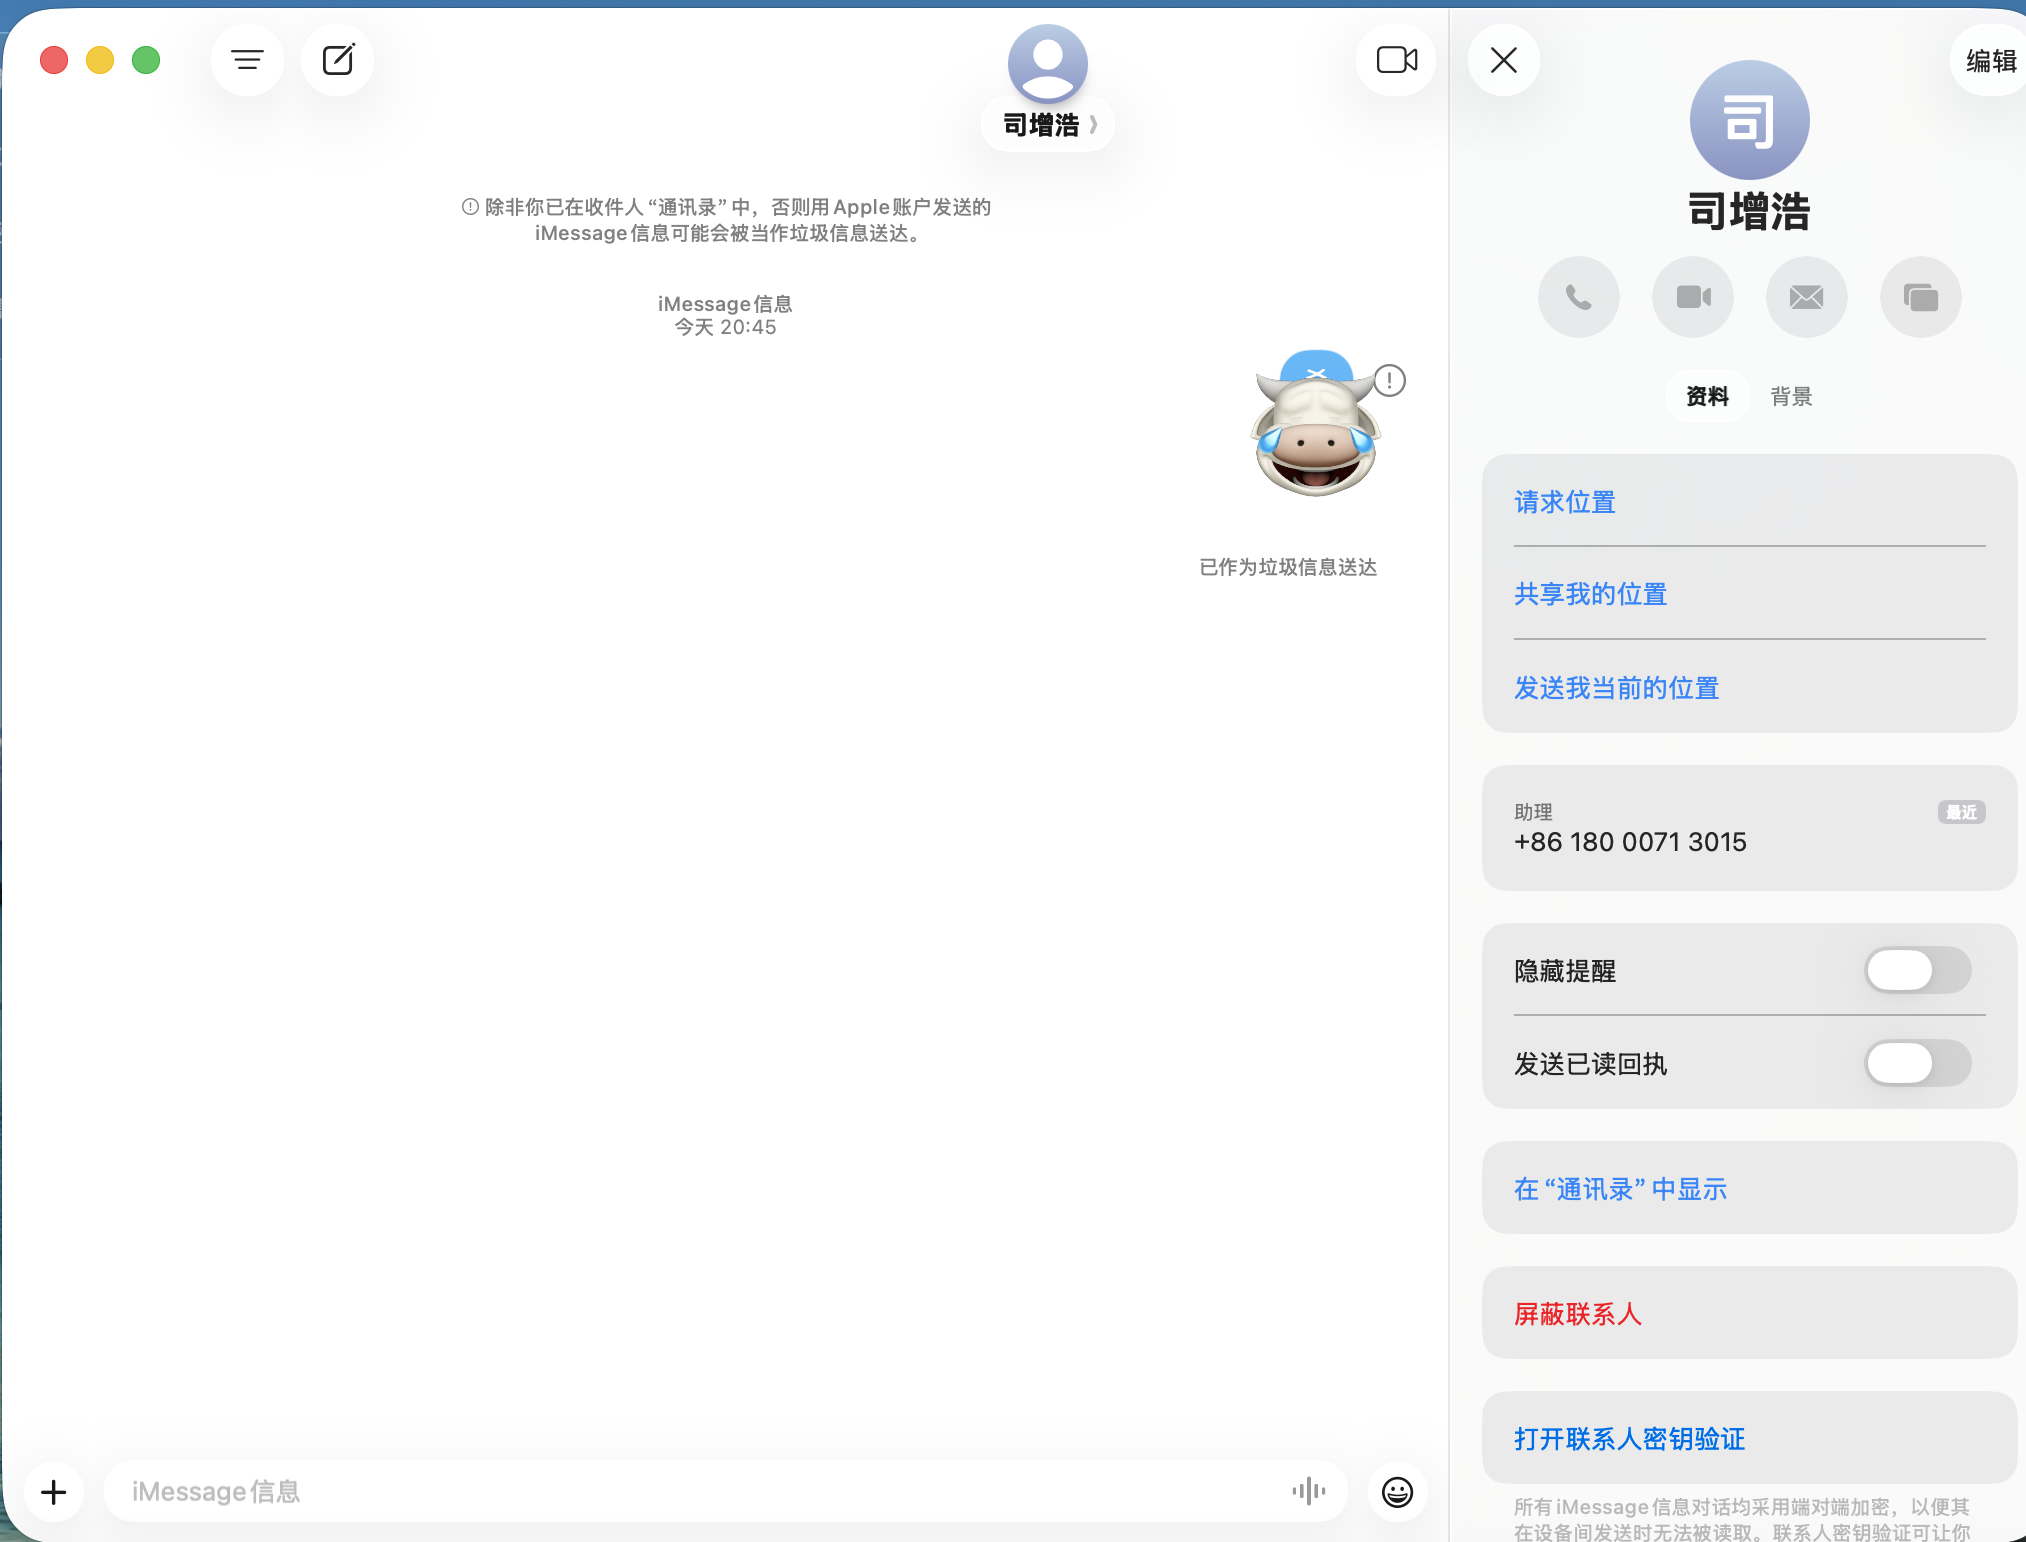 司增浩
除非你已在收件人“通讯录”中，否则用Apple账户发送的
iMessage信息可能会被当作垃圾信息送达。
iMessage信息
今天 20:45
已作为垃圾信息送达
iMessage信息
编辑
司
司增浩
资料 背景
请求位置
共享我的位置
发送我当前的位置
助理 最近
+86 180 0071 3015
隐藏提醒
发送已读回执
在“通讯录”中显示
屏蔽联系人
打开联系人密钥验证
所有iMessage信息对话均采用端对端加密，以便其
在设备间发送时无法被读取。联系人密钥验证可让你